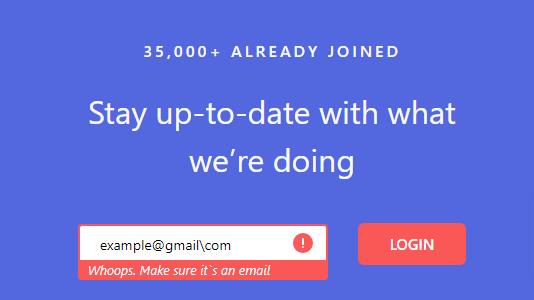 35,000+ ALREADY JOINED
Stay up-to-date with what
we’re doing
example@gmail\com
!
LOGIN
Whoops. Make sure it`s an email